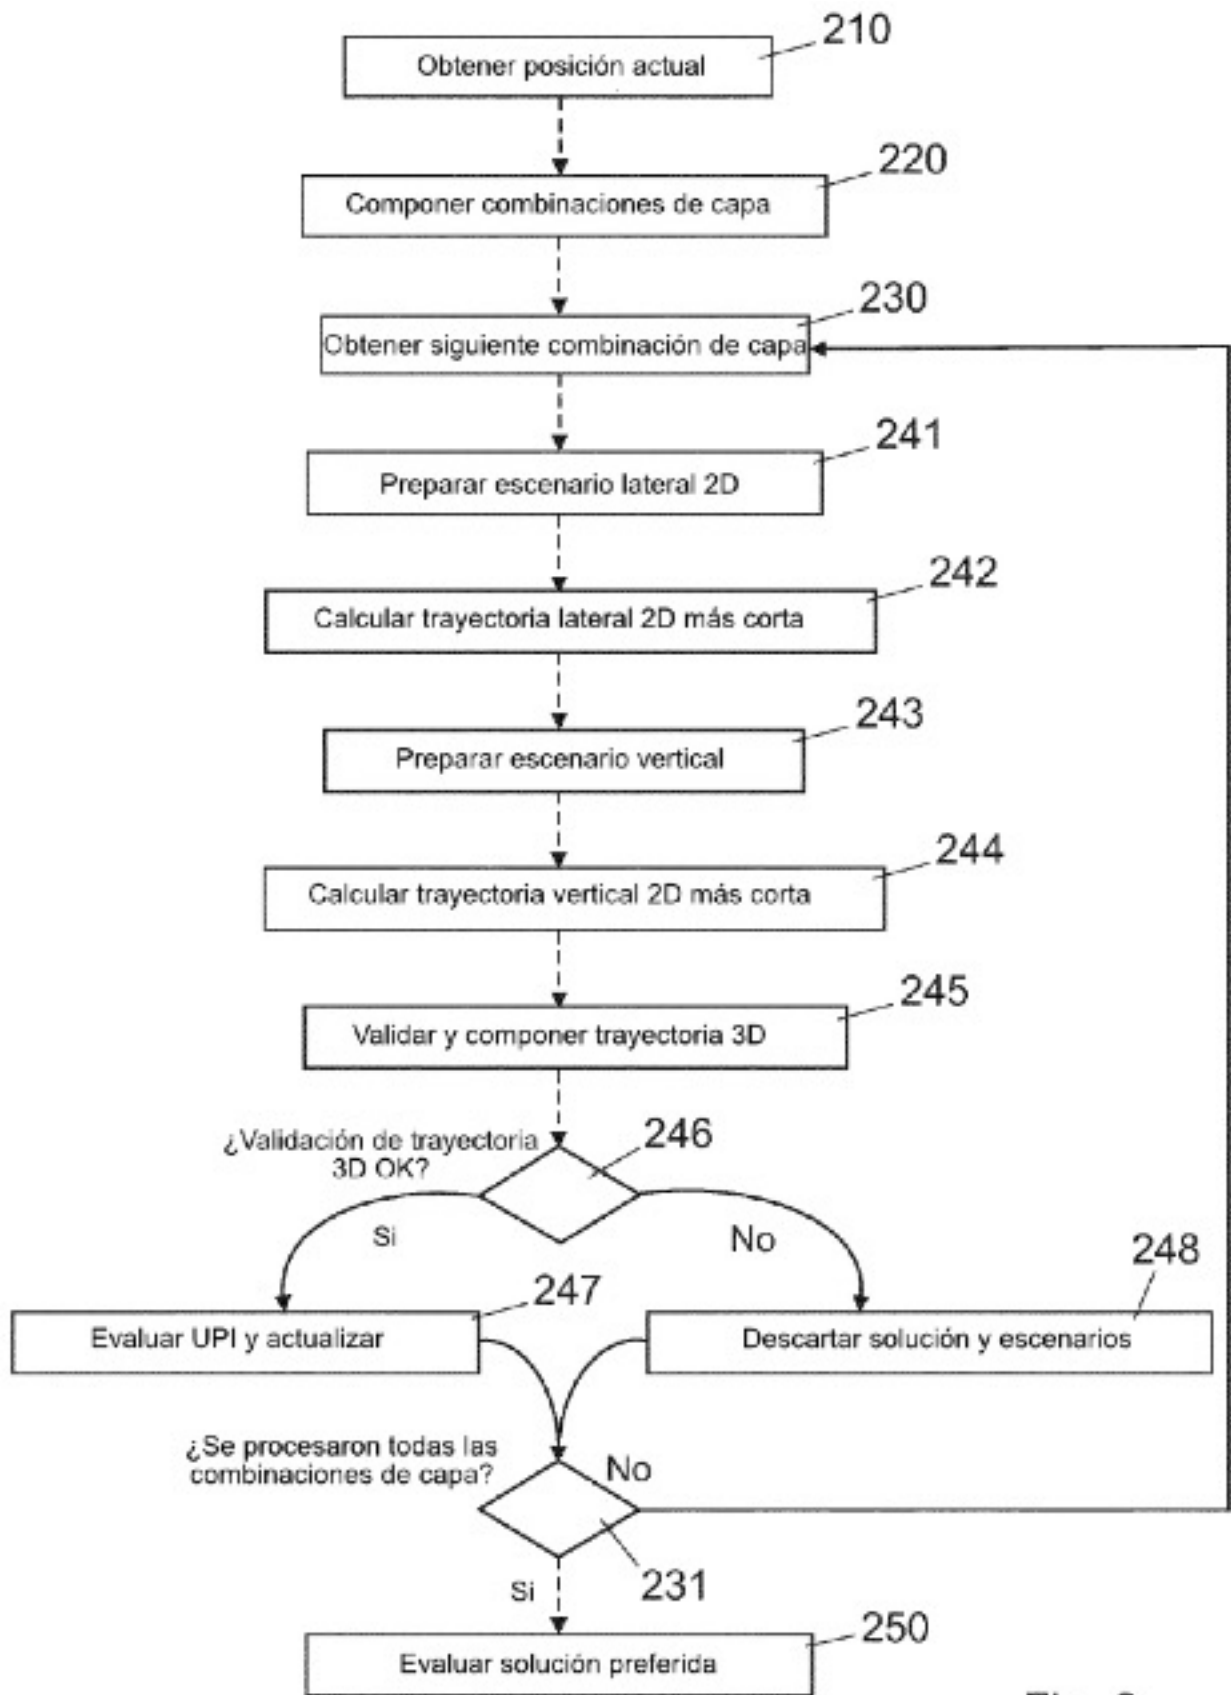 210
Obtener posición actual
220
Componer combinaciones de capa
230
Obtener siguiente combinación de capa
241
Preparar escenario lateral 2D
242
Calcular trayectoria lateral 2D más corta
243
Preparar escenario vertical
244
Calcular trayectoria vertical 2D más corta
245
Validar y componer trayectoria 3D
¿Validación de trayectoria
3D OK?
246
Si
No
247
248
Evaluar UPI y actualizar
Descartar solución y escenarios
¿Se procesaron todas las
combinaciones de capa?
No
231
Si
250
Evaluar solución preferida